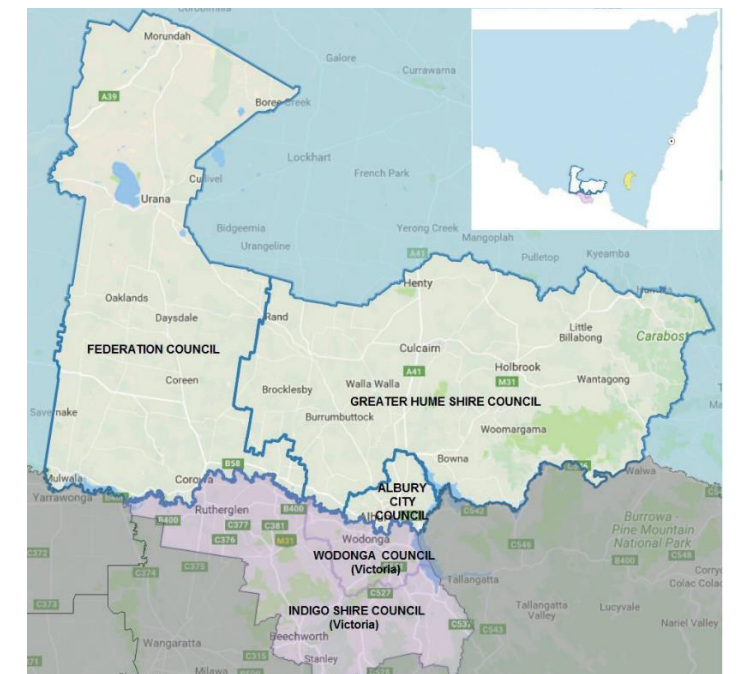 Morundah
Galore
Currawarna
A39
Boree Creek
Lockhart
French Park
Urana
Bidgeemia
Urangeline
Yerong Creek
Mangoplah
A41
Pulletop
Kyeamba
Henty
Oaklands
Daysdale
Rand
Little
Billabong
Carabost
FEDERATION COUNCIL
Culcairn
Coreen
Brocklesby
Walla Walla
A41
Holbrook
M31
Wantagong
GREATER HUME SHIRE COUNCIL
Burrumbuttock
Woomargama
Bowna
B58
Mulwala
Corowa
Walwa
Yarrawonga
ALBURY
CITY
COUNCIL
B400
Rutherglen
B400
C377
C381
C376
M31
C542
Burrowa -
Pine Mountain
National Park
C372
C546
C546
B400
Wodonga
WODONGA COUNCIL
(Victoria)
C375
C374
C527
Tallangatta
Colac Colac
C373
INDIGO SHIRE COUNCIL
(Victoria)
Tallangatta
Valley
Lucyvale
Nariel Valley
C543
Beechworth
Wangaratta
C315
Stanley
Milawa